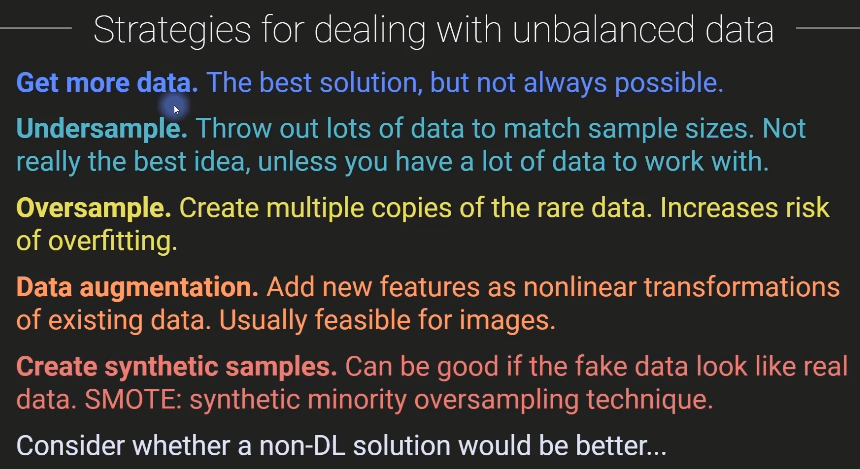 Strategies for dealing with unbalanced data
Get more data. The best solution, but not always possible.
Undersample. Throw out lots of data to match sample sizes. Not
really the best idea, unless you have a lot of data to work with.
Oversample. Create multiple copies of the rare data. Increases risk
of overfitting.
Data augmentation. Add new features as nonlinear transformations
of existing data. Usually feasible for images.
Create synthetic samples. Can be good if the fake data look like real
data. SMOTE: synthetic minority oversampling technique.
Consider whether a non-DL solution would be better...